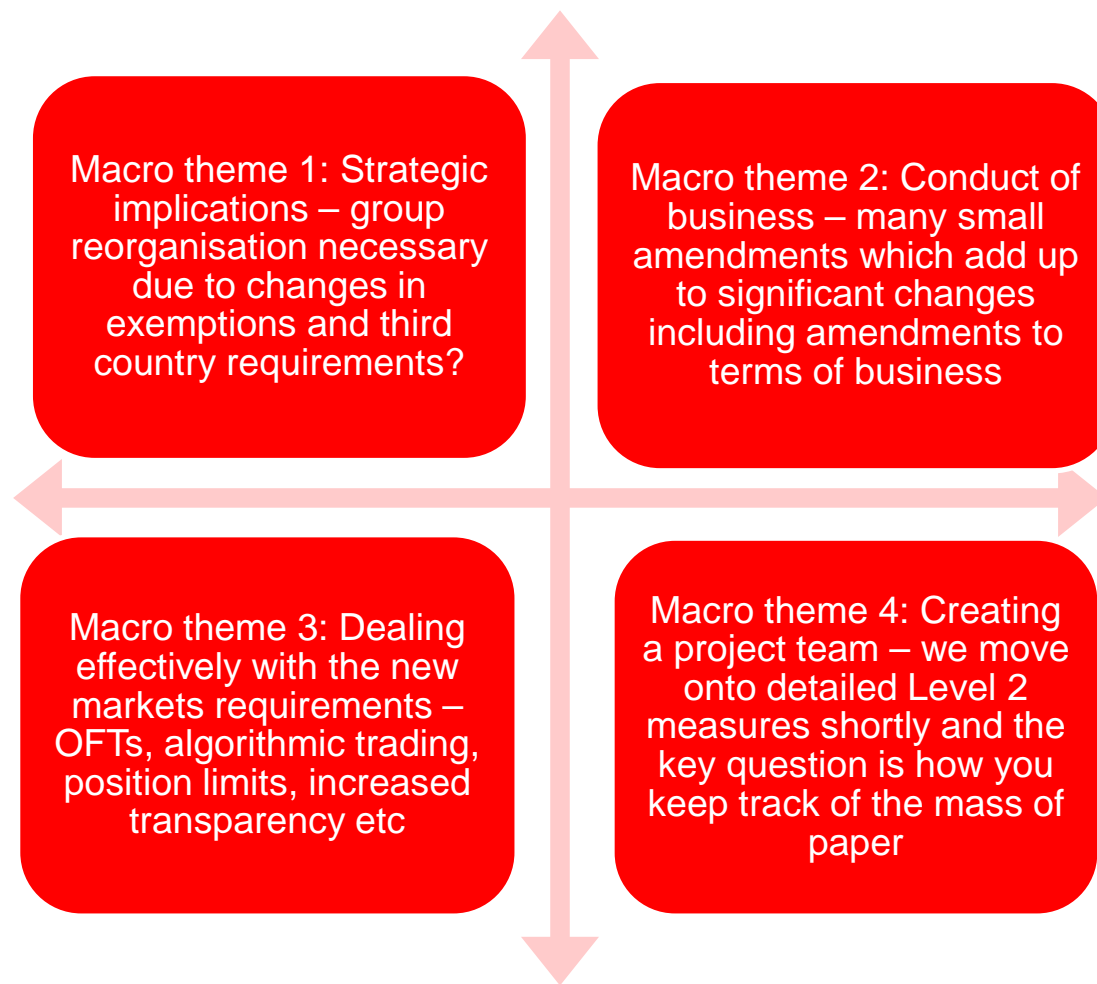 Macro theme 1: Strategic
implications – group
reorganisation necessary
due to changes in
exemptions and third
country requirements?
Macro theme 2: Conduct of
business – many small
amendments which add up
to significant changes
including amendments to
terms of business
Macro theme 3: Dealing
effectively with the new
markets requirements –
OFTs, algorithmic trading,
position limits, increased
transparency etc
Macro theme 4: Creating
a project team – we move
onto detailed Level 2
measures shortly and the
key question is how you
keep track of the mass of
paper